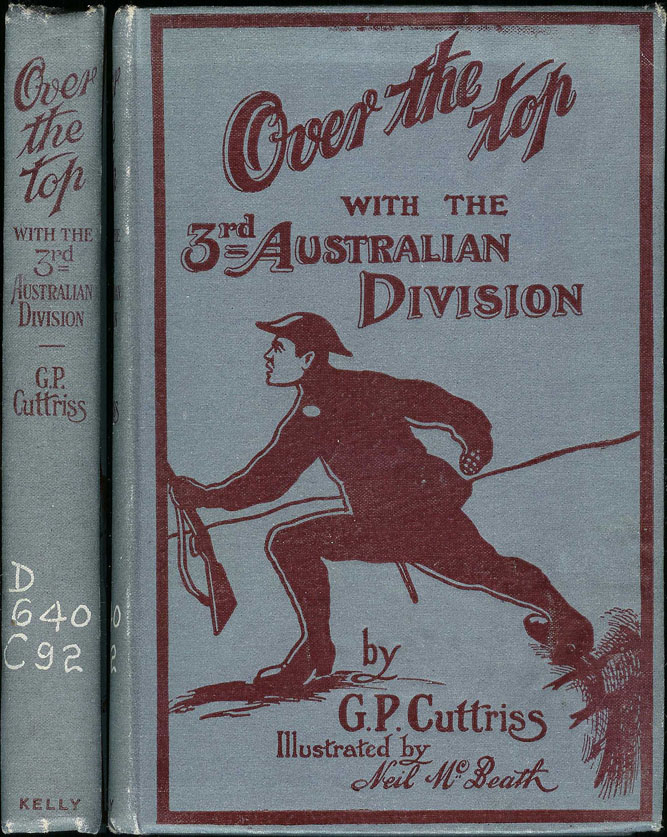 Over
the
top
WITH THE
3rd
AUSTRALIAN
DIVISION
G.P.
Cuttriss
D
640
C92
KELLY
Over the top
WITH THE
3rd AUSTRALIAN
DIVISION
by
G.P. Cuttriss
Illustrated by
Neil McBeath